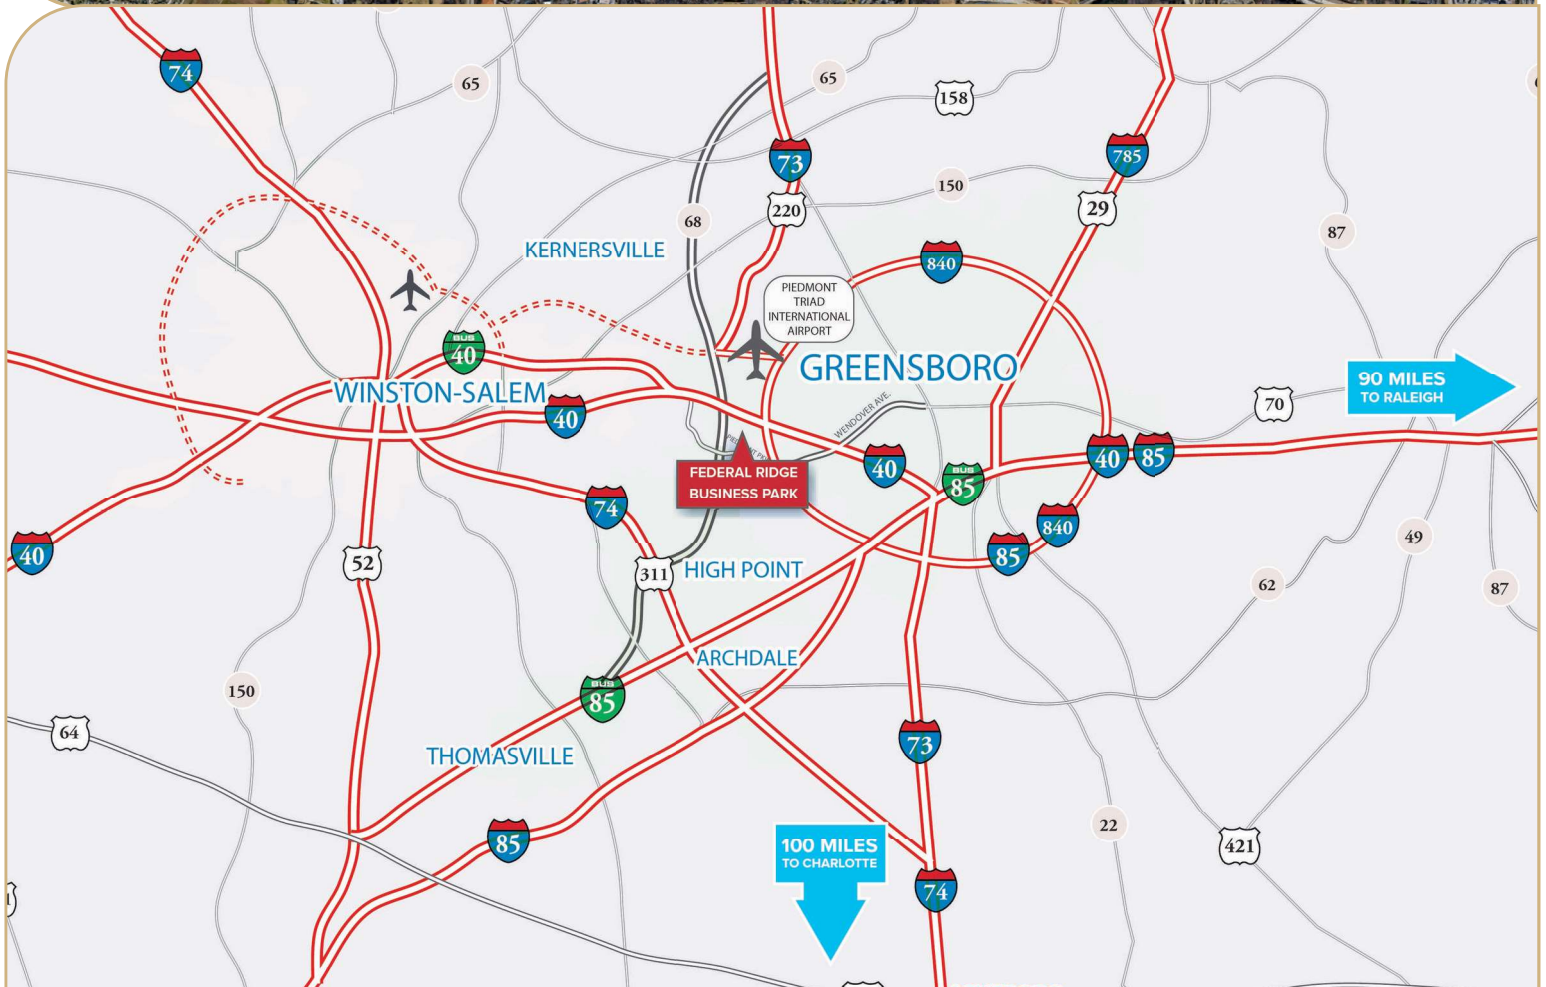 74
65
65
158
73
785
150
220
29
68
87
KERNERSVILLE
840
PIEDMONT
TRIAD
INTERNATIONAL
AIRPORT
BUS
40
GREENSBORO
90 MILES
TO RALEIGH
WINSTON-SALEM
40
WENDOVER AVE.
70
40
85
40
FEDERAL RIDGE
BUSINESS PARK
BUS
85
74
840
49
40
52
85
311
HIGH POINT
62
87
ARCHDALE
150
BUS
85
64
73
THOMASVILLE
22
85
100 MILES
TO CHARLOTTE
421
74